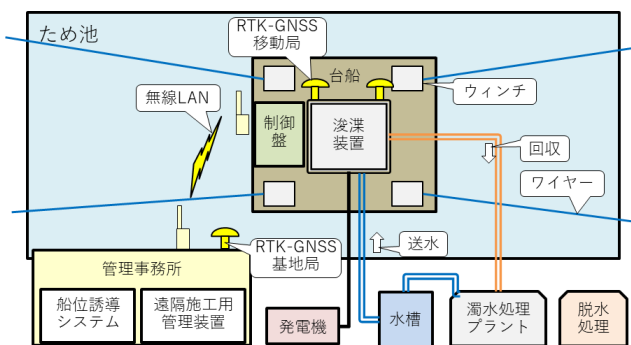 ため池
RTK-GNSS
移動局
台船
ウィンチ
無線LAN
制御
盤
浚渫
装置
回収
ワイヤー
送水
RTK-GNSS
基地局
管理事務所
船位誘導
システム
遠隔施工用
管理装置
発電機
水槽
濁水処理
プラント
脱水
処理